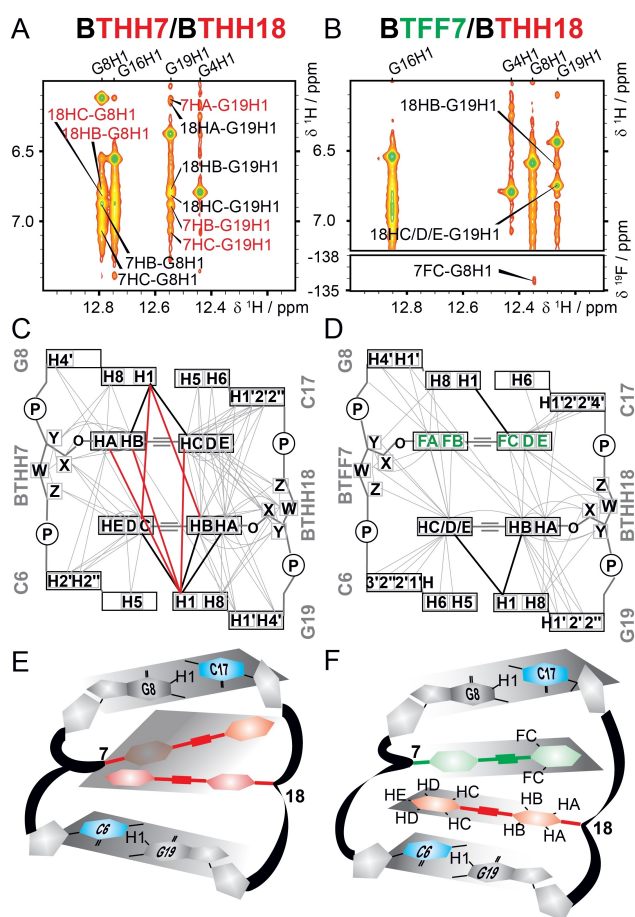 A BTHH7/BTHH18
G8H1 G16H1 G19H1 G4H1
18HC-G8H1
18HB-G8H1
7HA-G19H1
18HA-G19H1
18HB-G19H1
18HC-G19H1
7HB-G19H1
7HC-G19H1
7HB-G8H1
7HC-G8H1
6.5
7.0
δ ¹H / ppm
12.8 12.6 12.4 δ ¹H / ppm
B BTFF7/BTHH18
G16H1 G4H1 G8H1 G19H1
18HB-G19H1
18HC/D/E-G19H1
7FC-G8H1
6.5
7.0
-138
-135
δ ¹H / ppm
δ ¹⁹F / ppm
12.8 12.6 12.4 δ ¹H / ppm
C
G8 H4' H8 H1 H5 H6 H1'2'2'' C17
P P
BTHH7 Y X W Z O HA HB HC D E
HE D C HB HA O X W Y Z BTHH18
P P
C6 H2'H2'' H5 H1 H8 H1'H4' G19
D
G8 H4'H1' H8 H1 H6 H1'2'2''4' C17
P P
BTFF7 Y X W Z O FA FB FC D E
HC/D/E HB HA O X W Y Z BTHH18
P P
C6 3'2''2'1'H H6 H5 H1 H8 H1'2'2'' G19
E
G8 H1 C17
7
18
C6 H1 G19
F
G8 H1 C17
7 FC
FC
HE HD HD HC HC HB HB HA HA 18
C6 H1 G19